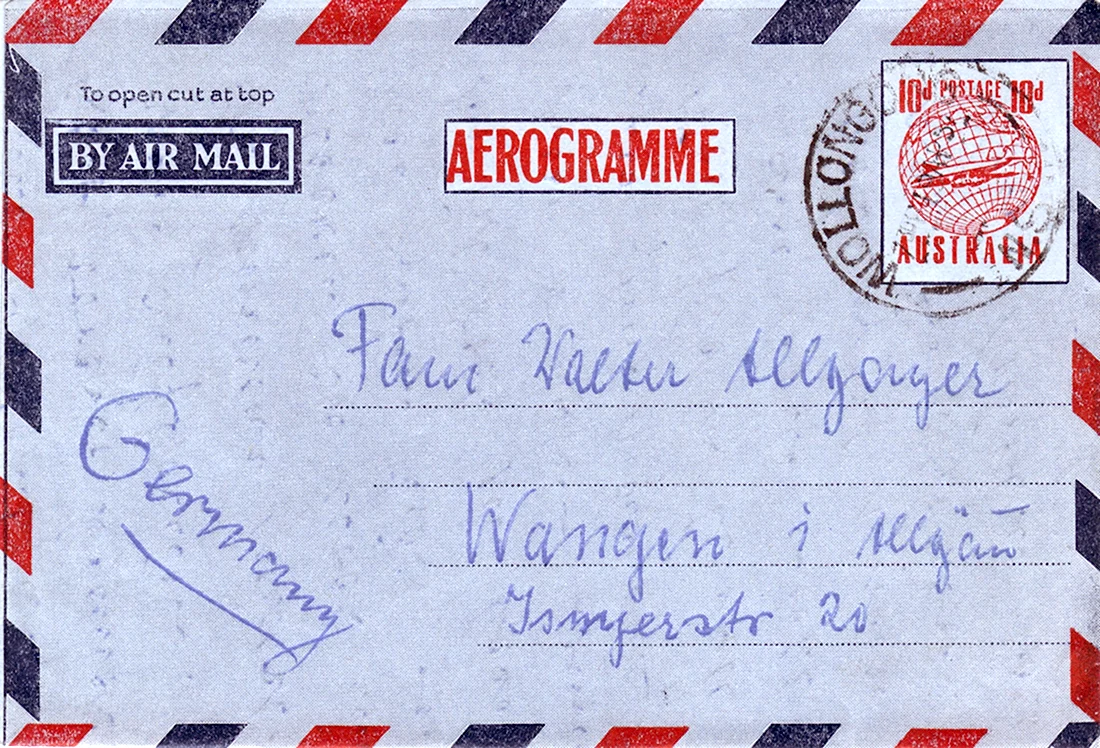 To open cut at top
BY AIR MAIL
AEROGRAMME
10d POSTAGE 10d
AUSTRALIA
WOLLONGONG
Fam Walter Allgayer
Wangen i Allgäu
Isnyerstr 20
Germany